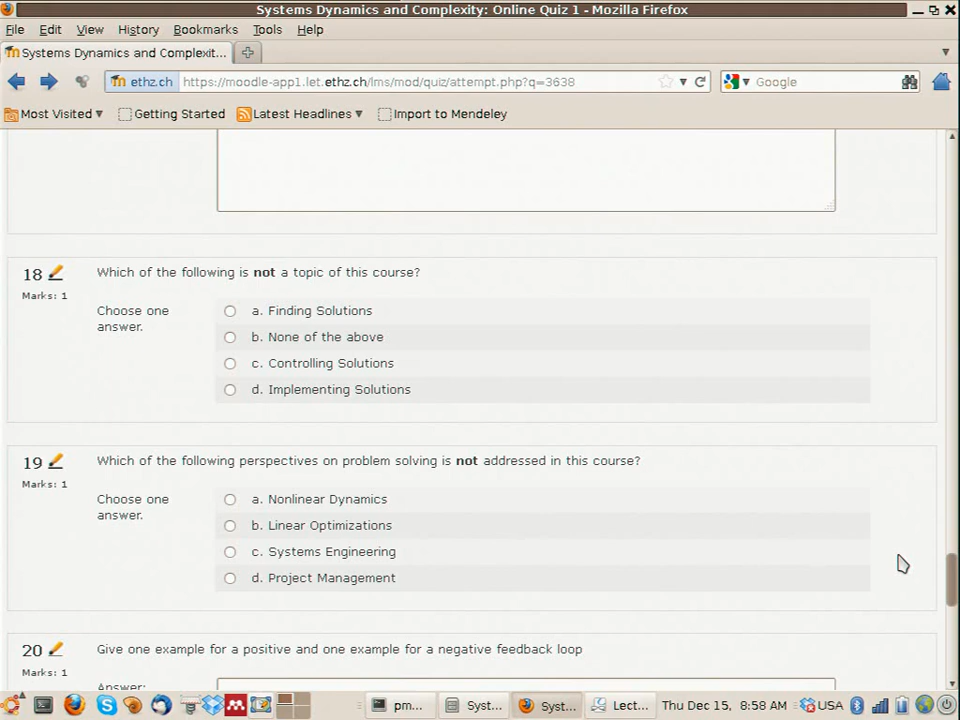 Systems Dynamics and Complexity: Online Quiz 1 - Mozilla Firefox
File Edit View History Bookmarks Tools Help
Systems Dynamics and Complexit...
ethz.ch https://moodle-app1.let.ethz.ch/lms/mod/quiz/attempt.php?q=3638 Google
Most Visited Getting Started Latest Headlines Import to Mendeley
18 Which of the following is not a topic of this course?
Marks: 1
Choose one answer.
a. Finding Solutions
b. None of the above
c. Controlling Solutions
d. Implementing Solutions
19 Which of the following perspectives on problem solving is not addressed in this course?
Marks: 1
Choose one answer.
a. Nonlinear Dynamics
b. Linear Optimizations
c. Systems Engineering
d. Project Management
20 Give one example for a positive and one example for a negative feedback loop
Marks: 1
Answer:
pm... Syst... Syst... Lect... Thu Dec 15, 8:58 AM USA